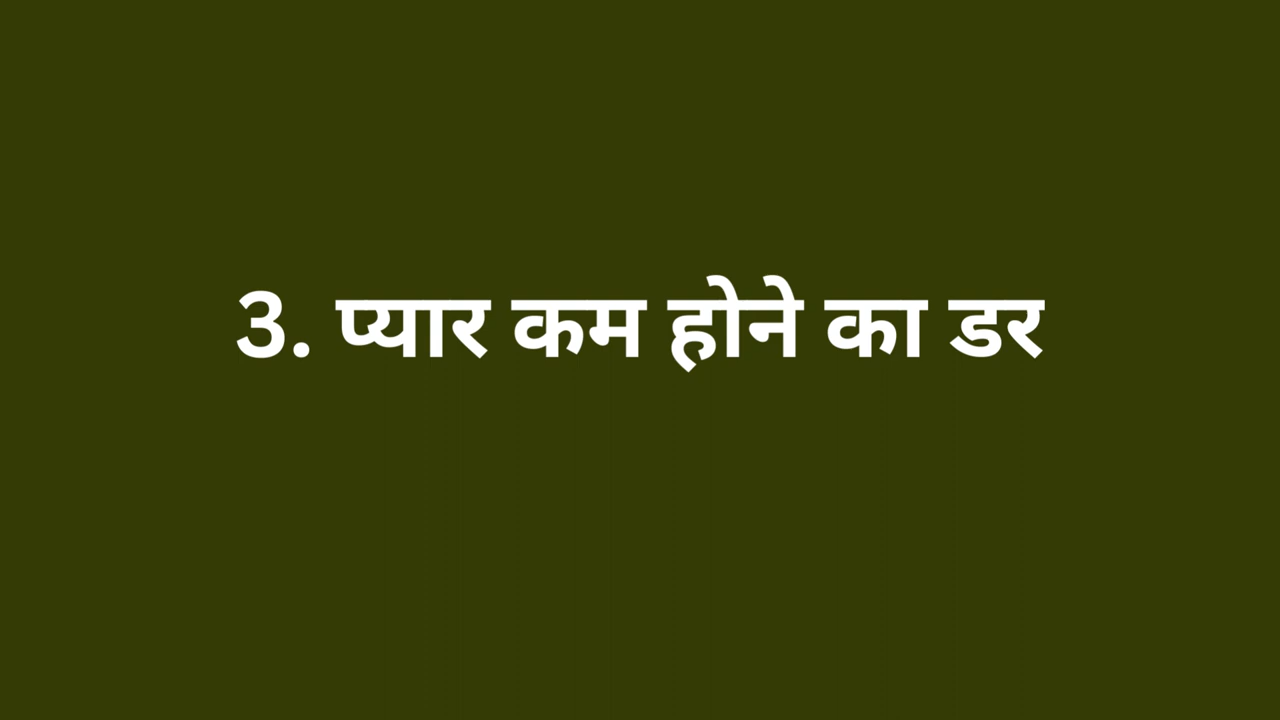 3. प्यार कम होने का डर